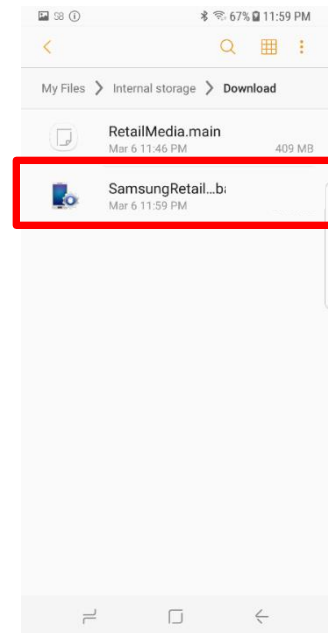 S8 67% 11:59 PM
My Files > Internal storage > Download
RetailMedia.main
Mar 6 11:46 PM 409 MB
SamsungRetail...ba
Mar 6 11:59 PM